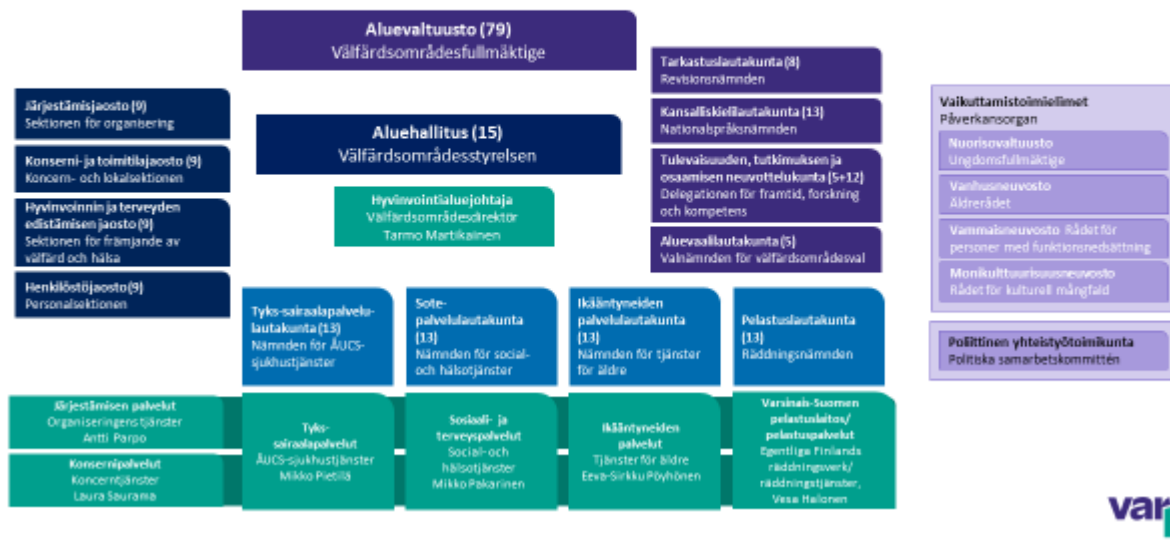 Aluevaltuusto (79)
Välfärdsområdesfullmäktige
Aluehallitus (15)
Välfärdsområdesstyrelsen
Hyvinvointialuejohtaja
Välfärdsområdesdirektör
Tarmo Martikainen
Järjestämisjaosto (9)
Sektionen för organisering
Konserni- ja toimitilajaosto (9)
Koncern- och lokalsektionen
Hyvinvoinnin ja terveyden
edistämisen jaosto (9)
Sektionen för främjande av
välfärd och hälsa
Henkilöstöjaosto (9)
Personalsektionen
Tarkastuslautakunta (8)
Revisionsnämnden
Kansalliskielilautakunta (13)
Nationalspråksnämnden
Tulevaisuuden, tutkimuksen ja
osaamisen neuvottelukunta (5+12)
Delegationen för framtid, forskning
och kompetens
Aluevaalilautakunta (5)
Valnämnden för välfärdsområdesval
Vaikuttamistoimielimet
Påverkansorgan
Nuorisovaltuusto
Ungdomsfullmäktige
Vanhusneuvosto
Äldrerådet
Vammaisneuvosto Rådet för
personer med funktionsnedsättning
Monikulttuurisuusneuvosto
Rådet för kulturell mångfald
Poliittinen yhteistyötoimikunta
Politiska samarbetskommittén
Tyks-sairaalapalvelu-
lautakunta (13)
Nämnden för ÅUCS-
sjukhustjänster
Sote-
palvelulautakunta
(13)
Nämnden för social-
och hälsotjänster
Ikääntyneiden
palvelulautakunta
(13)
Nämnden för tjänster
för äldre
Pelastuslautakunta
(13)
Räddningsnämnden
Järjestämisen palvelut
Organiseringens tjänster
Antti Parpo
Konsernipalvelut
Koncerntjänster
Laura Saurama
Tyks-
sairaalapalvelut
ÅUCS-sjukhustjänster
Mikko Pietilä
Sosiaali- ja
terveyspalvelut
Social- och
hälsotjänster
Mikko Pakarinen
Ikääntyneiden
palvelut
Tjänster för äldre
Eeva-Sirkku Pöyhönen
Varsinais-Suomen
pelastuslaitos/
pelastuspalvelut
Egentliga Finlands
räddningsverk/
räddningstjänster,
Vesa Halonen
var